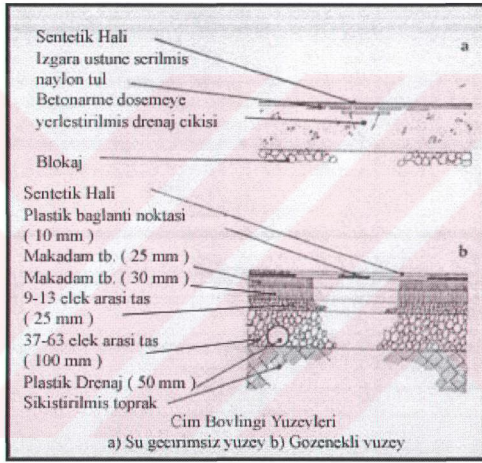 Sentetik Hali
a
Izgara ustune serilmis
naylon tul
Betonarme dosemeye
yerlestirilmis drenaj cikisi
Blokaj
Sentetik Hali
Plastik baglanti noktasi
( 10 mm )
b
Makadam tb. ( 25 mm )
Makadam tb. ( 30 mm )
9-13 elek arasi tas
( 25 mm )
37-63 elek arasi tas
( 100 mm )
Plastik Drenaj ( 50 mm )
Sikistirilmis toprak
Cim Bovlingi Yuzevleri
a) Su gecirimsiz yuzey b) Gozenekli yuzey